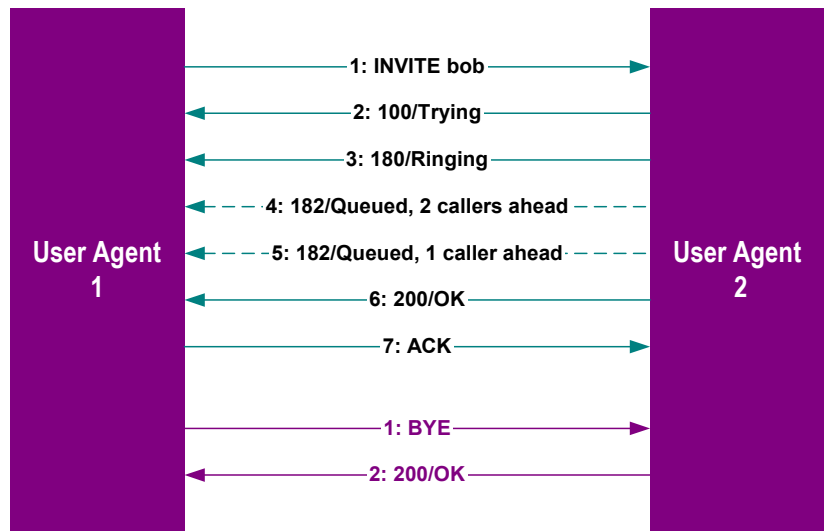 1: INVITE bob
2: 100/Trying
3: 180/Ringing
4: 182/Queued, 2 callers ahead
5: 182/Queued, 1 caller ahead
6: 200/OK
7: ACK
1: BYE
2: 200/OK
User Agent
1
User Agent
2